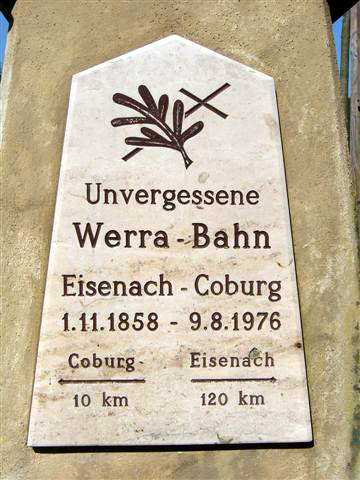 Unvergessene
Werra - Bahn
Eisenach - Coburg
1.11.1858 - 9.8.1976
Coburg Eisenach
10 km 120 km